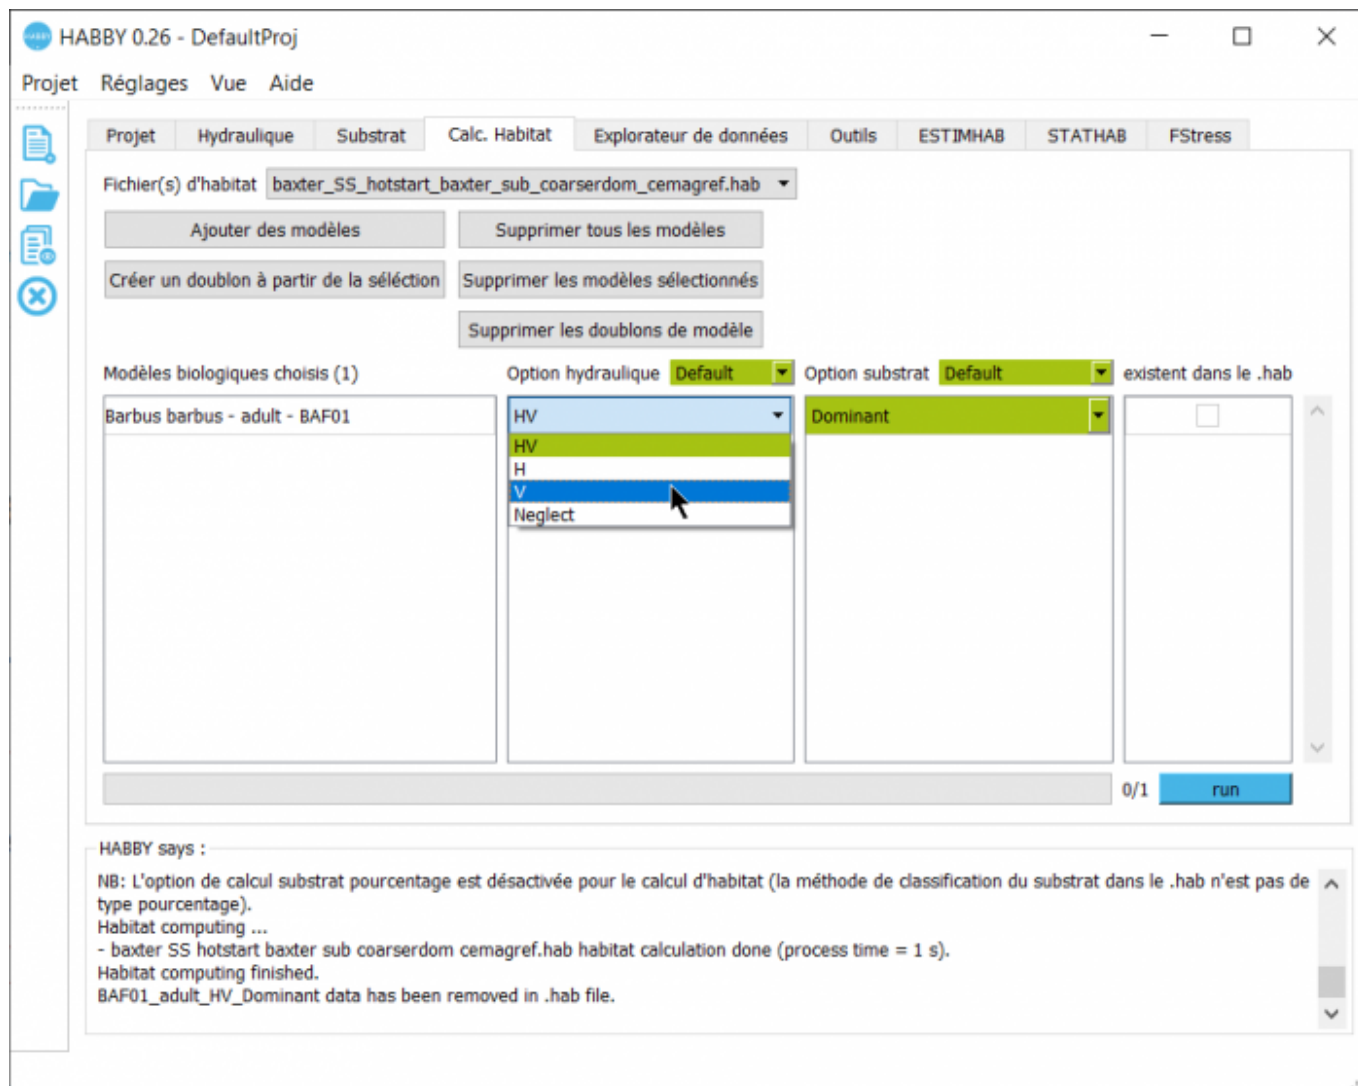 HABBY 0.26 - DefaultProj
Projet Réglages Vue Aide
Projet Hydraulique Substrat Calc. Habitat Explorateur de données Outils ESTIMHAB STATHAB FStress
Fichier(s) d'habitat baxter_SS_hotstart_baxter_sub_coarserdom_cemagref.hab
Ajouter des modèles Supprimer tous les modèles
Créer un doublon à partir de la séléction Supprimer les modèles sélectionnés
Supprimer les doublons de modèle
Modèles biologiques choisis (1) Option hydraulique Default Option substrat Default existent dans le .hab
Barbus barbus - adult - BAF01 HV Dominant
HV
H
V
Neglect
0/1 run
HABBY says :
NB: L'option de calcul substrat pourcentage est désactivée pour le calcul d'habitat (la méthode de classification du substrat dans le .hab n'est pas de
type pourcentage).
Habitat computing ...
- baxter SS hotstart baxter sub coarserdom cemagref.hab habitat calculation done (process time = 1 s).
Habitat computing finished.
BAF01_adult_HV_Dominant data has been removed in .hab file.